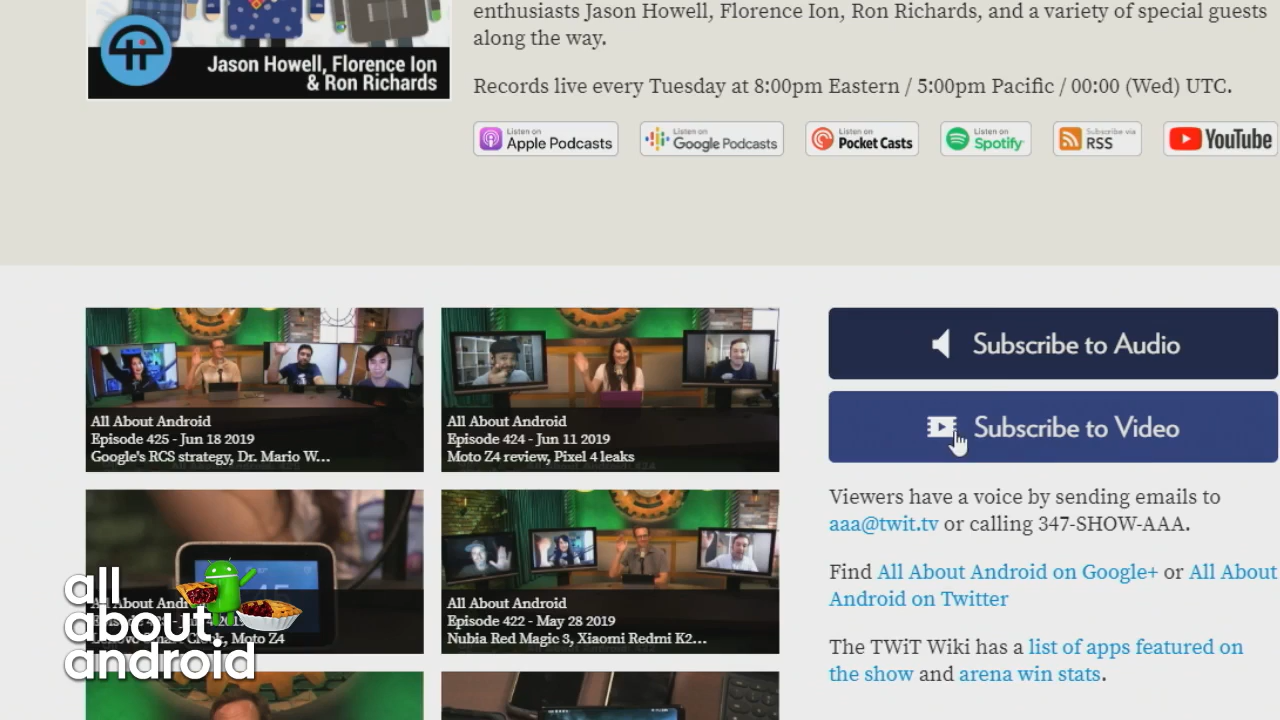 Jason Howell, Florence Ion
& Ron Richards
enthusiasts Jason Howell, Florence Ion, Ron Richards, and a variety of special guests
along the way.
Records live every Tuesday at 8:00pm Eastern / 5:00pm Pacific / 00:00 (Wed) UTC.
Listen on
Apple Podcasts
Listen on
Google Podcasts
Listen on
Pocket Casts
Listen on
Spotify
Subscribe via
RSS
YouTube
All About Android
Episode 425 - Jun 18 2019
Google's RCS strategy, Dr. Mario W...
All About Android
Episode 424 - Jun 11 2019
Moto Z4 review, Pixel 4 leaks
All About
Clock, Moto Z4
All About Android
Episode 422 - May 28 2019
Nubia Red Magic 3, Xiaomi Redmi K2...
all
about.
android
Subscribe to Audio
Subscribe to Video
Viewers have a voice by sending emails to
aaa@twit.tv or calling 347-SHOW-AAA.
Find All About Android on Google+ or All About
Android on Twitter
The TWiT Wiki has a list of apps featured on
the show and arena win stats.